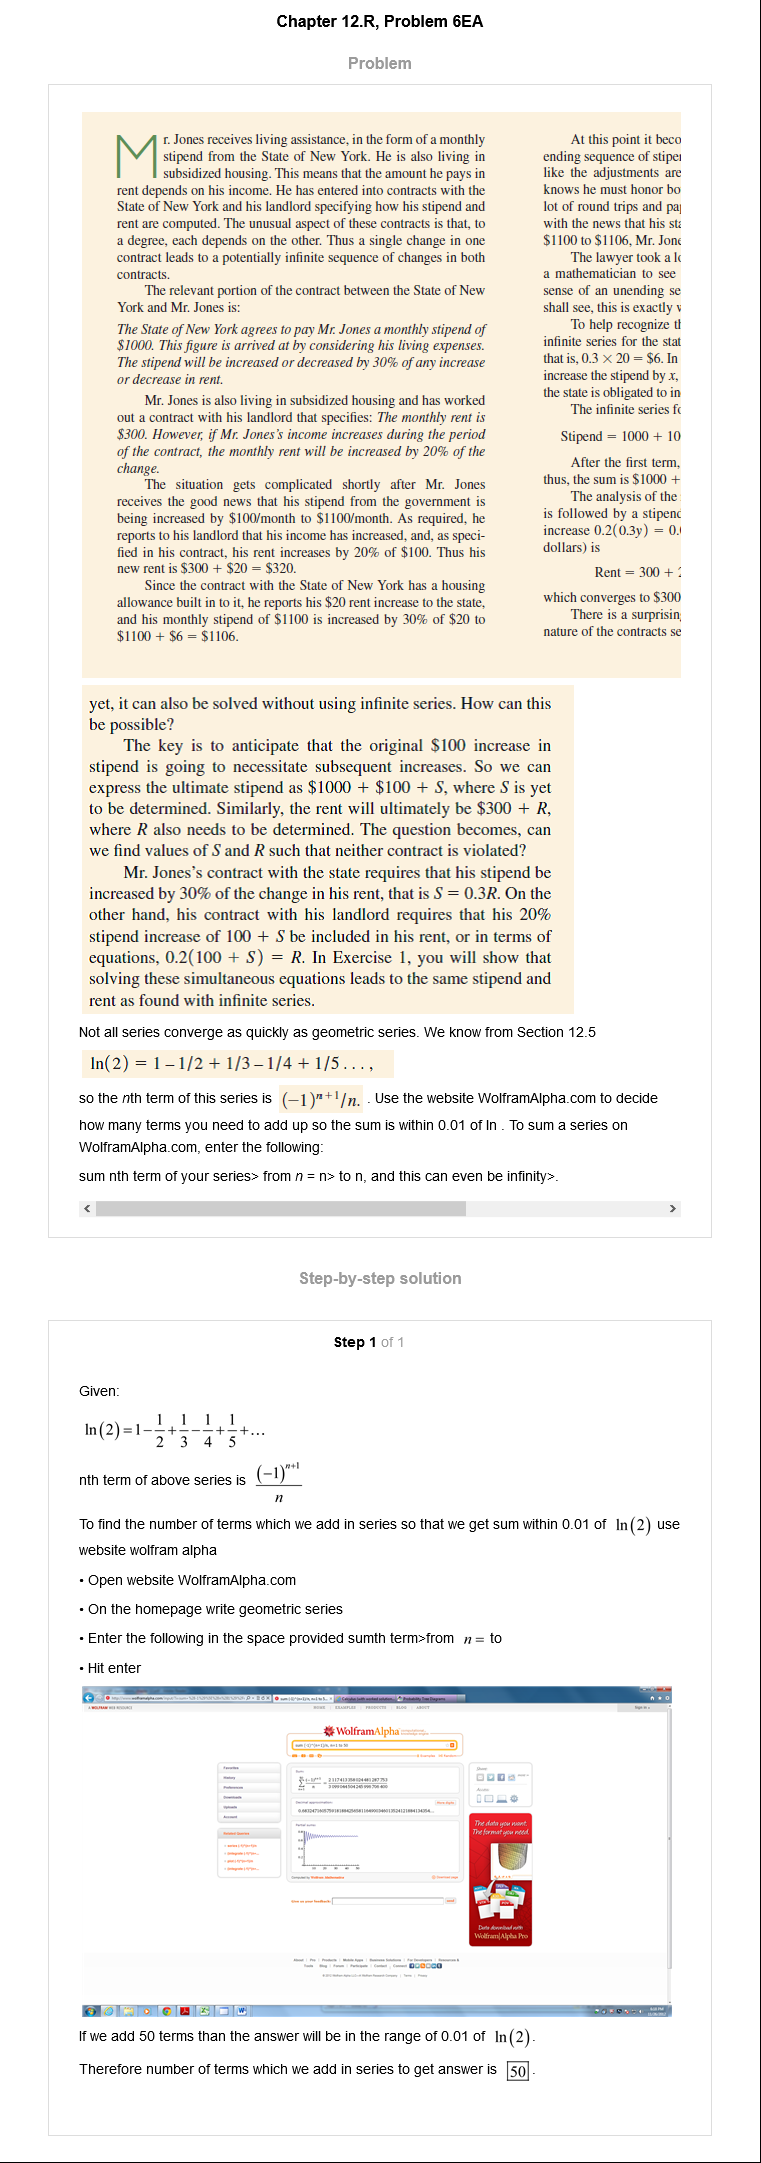 Chapter 12.R, Problem 6EA
Problem
Mr. Jones receives living assistance, in the form of a monthly
stipend from the State of New York. He is also living in
subsidized housing. This means that the amount he pays in
rent depends on his income. He has entered into contracts with the
State of New York and his landlord specifying how his stipend and
rent are computed. The unusual aspect of these contracts is that, to
a degree, each depends on the other. Thus a single change in one
contract leads to a potentially infinite sequence of changes in both
contracts.
The relevant portion of the contract between the State of New
York and Mr. Jones is:
The State of New York agrees to pay Mr. Jones a monthly stipend of
$1000. This figure is arrived at by considering his living expenses.
The stipend will be increased or decreased by 30% of any increase
or decrease in rent.
Mr. Jones is also living in subsidized housing and has worked
out a contract with his landlord that specifies: The monthly rent is
$300. However, if Mr. Jones's income increases during the period
of the contract, the monthly rent will be increased by 20% of the
change.
The situation gets complicated shortly after Mr. Jones
receives the good news that his stipend from the government is
being increased by $100/month to $1100/month. As required, he
reports to his landlord that his income has increased, and, as speci-
fied in his contract, his rent increases by 20% of $100. Thus his
new rent is $300 + $20 = $320.
Since the contract with the State of New York has a housing
allowance built in to it, he reports his $20 rent increase to the state,
and his monthly stipend of $1100 is increased by 30% of $20 to
$1100 + $6 = $1106.
At this point it beco
ending sequence of stipe
like the adjustments are
knows he must honor bo
lot of round trips and pa
with the news that his sta
$1100 to $1106, Mr. Jone
The lawyer took a lo
a mathematician to see
sense of an unending se
shall see, this is exactly
To help recognize th
infinite series for the stat
that is, 0.3 × 20 = $6. In
increase the stipend by x,
the state is obligated to in
The infinite series fo
Stipend = 1000 + 10
After the first term,
thus, the sum is $1000 +
The analysis of the
is followed by a stipend
increase 0.2(0.3y) = 0.
dollars) is
Rent = 300 +
which converges to $300
There is a surprisin
nature of the contracts se
yet, it can also be solved without using infinite series. How can this
be possible?
The key is to anticipate that the original $100 increase in
stipend is going to necessitate subsequent increases. So we can
express the ultimate stipend as $1000 + $100 + S, where S is yet
to be determined. Similarly, the rent will ultimately be $300 + R,
where R also needs to be determined. The question becomes, can
we find values of S and R such that neither contract is violated?
Mr. Jones's contract with the state requires that his stipend be
increased by 30% of the change in his rent, that is S = 0.3R. On the
other hand, his contract with his landlord requires that his 20%
stipend increase of 100 + S be included in his rent, or in terms of
equations, 0.2(100 + S) = R. In Exercise 1, you will show that
solving these simultaneous equations leads to the same stipend and
rent as found with infinite series.
Not all series converge as quickly as geometric series. We know from Section 12.5
ln(2) = 1 – 1/2 + 1/3 – 1/4 + 1/5 . . . ,
so the nth term of this series is (−1)ⁿ⁺¹/n. . Use the website WolframAlpha.com to decide
how many terms you need to add up so the sum is within 0.01 of ln . To sum a series on
WolframAlpha.com, enter the following:
sum nth term of your series> from n = n> to n, and this can even be infinity>.
Step-by-step solution
Step 1 of 1
Given:
ln(2)=1−1/2+1/3−1/4+1/5+...
nth term of above series is (−1)ⁿ⁺¹/n
To find the number of terms which we add in series so that we get sum within 0.01 of ln(2) use
website wolfram alpha
• Open website WolframAlpha.com
• On the homepage write geometric series
• Enter the following in the space provided sumth term>from n = to
• Hit enter
WolframAlpha
The data you want.
The format you need.
Data download with
Wolfram|Alpha Pro
If we add 50 terms than the answer will be in the range of 0.01 of ln(2).
Therefore number of terms which we add in series to get answer is 50.